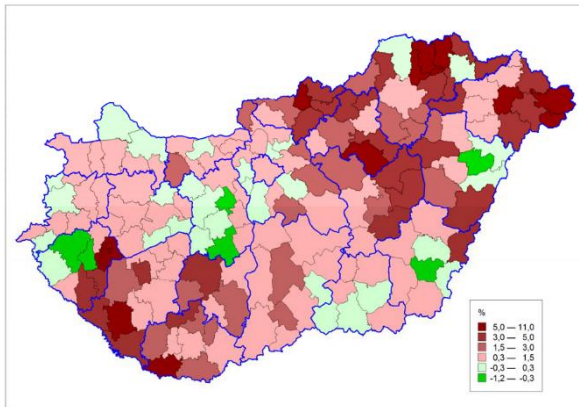 %
5,0 — 11,0
3,0 — 5,0
1,5 — 3,0
0,3 — 1,5
-0,3 — 0,3
-1,2 — -0,3